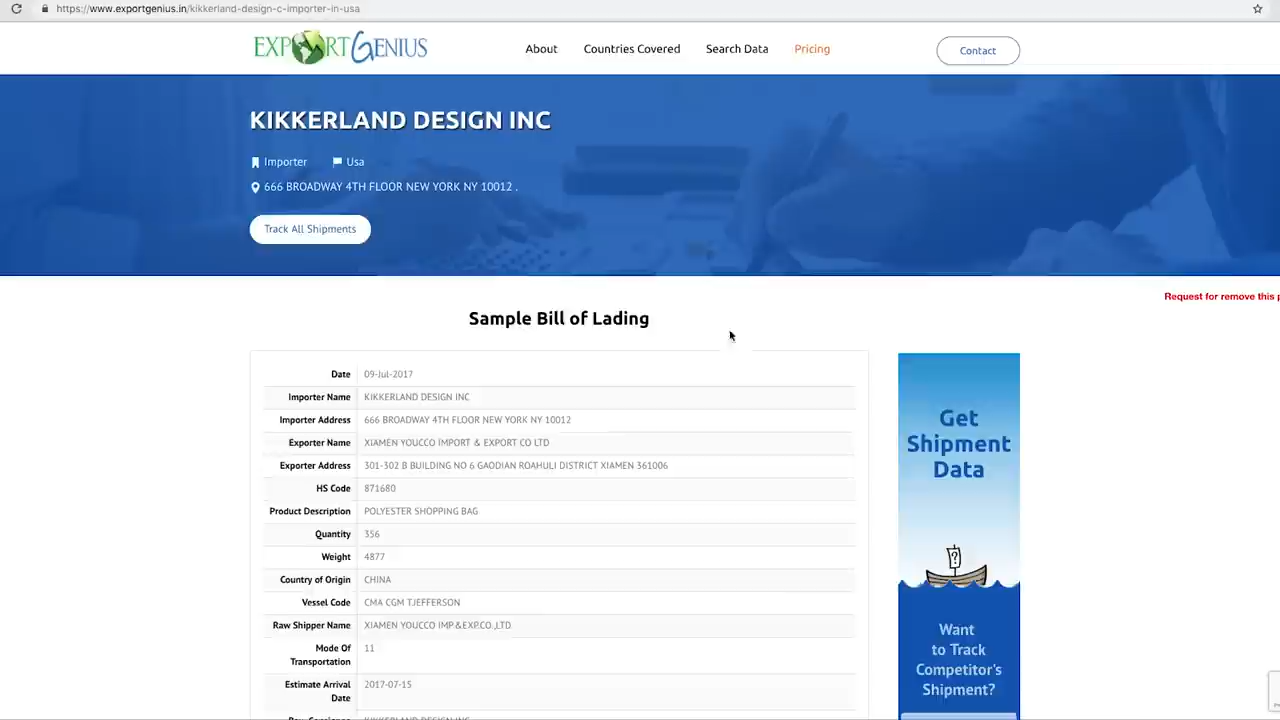 https://www.exportgenius.in/kikkerland-design-c-importer-in-usa
EXPORTGENIUS
About
Countries Covered
Search Data
Pricing
Contact
KIKKERLAND DESIGN INC
Importer
Usa
666 BROADWAY 4TH FLOOR NEW YORK NY 10012 .
Track All Shipments
Request for remove this p
Sample Bill of Lading
Date 09-Jul-2017
Importer Name KIKKERLAND DESIGN INC
Importer Address 666 BROADWAY 4TH FLOOR NEW YORK NY 10012
Exporter Name XIAMEN YOUCCO IMPORT & EXPORT CO LTD
Exporter Address 301-302 B BUILDING NO 6 GAODIAN ROAHULI DISTRICT XIAMEN 361006
HS Code 871680
Product Description POLYESTER SHOPPING BAG
Quantity 356
Weight 4877
Country of Origin CHINA
Vessel Code CMA CGM T.JEFFERSON
Raw Shipper Name XIAMEN YOUCCO IMP.&EXP.CO.,LTD.
Mode Of
Transportation
11
Estimate Arrival
Date
2017-07-15
KIKKERLAND DESIGN INC
Get
Shipment
Data
?
Want
to Track
Competitor's
Shipment?